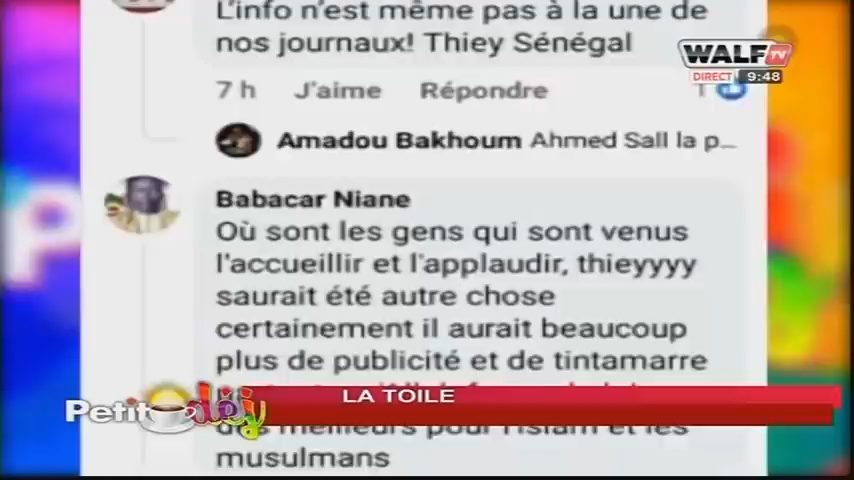 L'info n'est même pas à la une de
nos journaux! Thiey Sénégal
WALF TV
DIRECT 9:48
7 h J'aime Répondre 1
Amadou Bakhoum Ahmed Sall la p...
Babacar Niane
Où sont les gens qui sont venus
l'accueillir et l'applaudir, thieyyyy
saurait été autre chose
certainement il aurait beaucoup
plus de publicité et de tintamarre
LA TOILE
Petit déj
des meilleurs pour l'Islam et les
musulmans